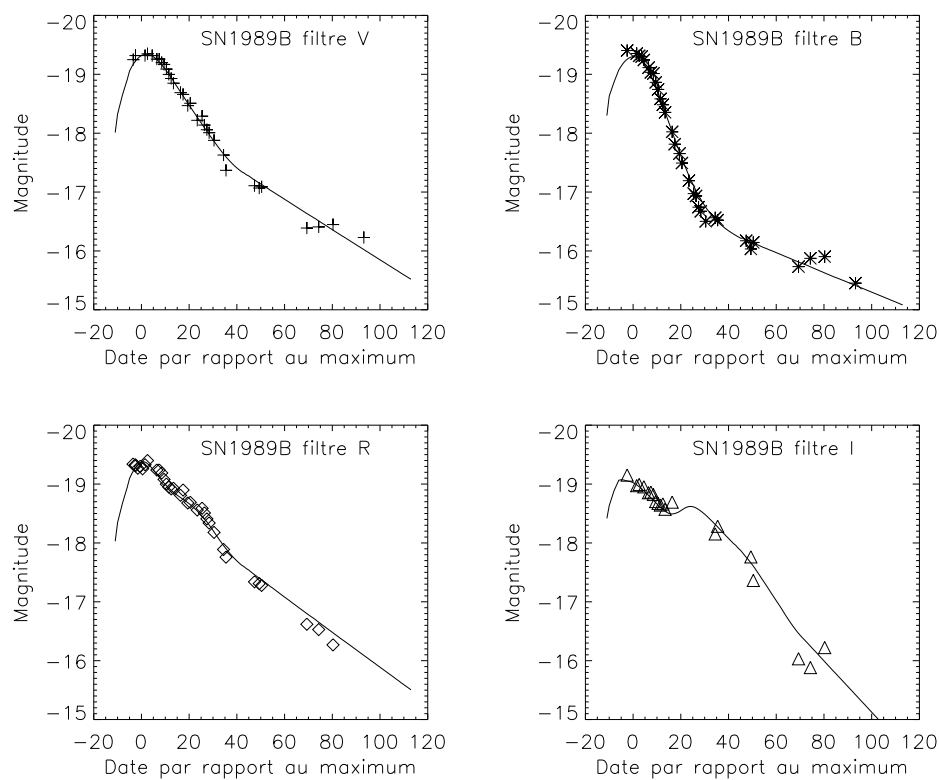 SN1989B filtre V
Magnitude
−20
−19
−18
−17
−16
−15
−20 0 20 40 60 80 100 120
Date par rapport au maximum
SN1989B filtre B
Magnitude
−20
−19
−18
−17
−16
−15
−20 0 20 40 60 80 100 120
Date par rapport au maximum
SN1989B filtre R
Magnitude
−20
−19
−18
−17
−16
−15
−20 0 20 40 60 80 100 120
Date par rapport au maximum
SN1989B filtre I
Magnitude
−20
−19
−18
−17
−16
−15
−20 0 20 40 60 80 100 120
Date par rapport au maximum